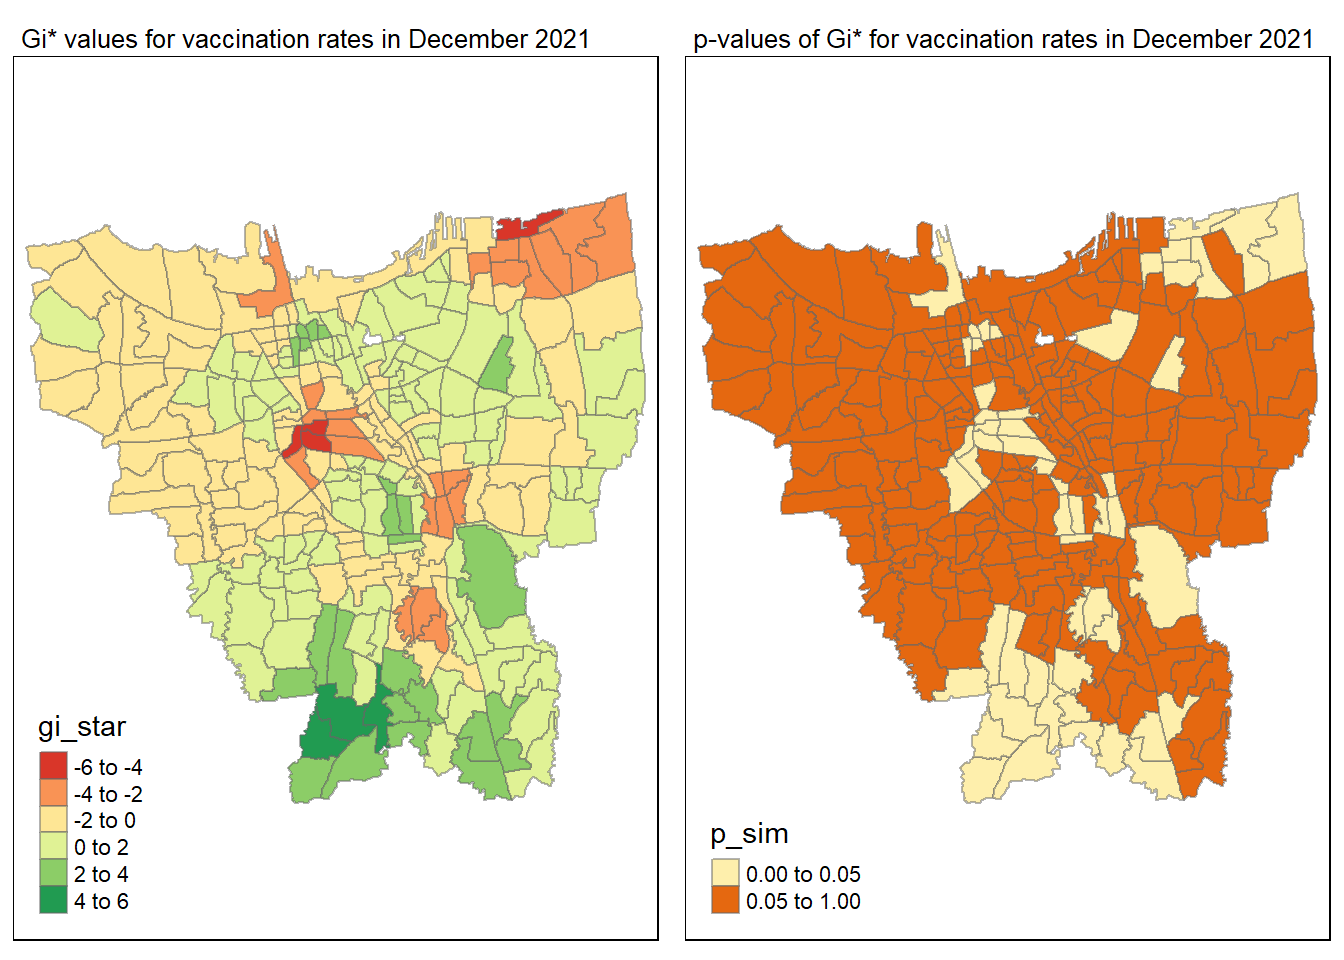 Gi* values for vaccination rates in December 2021
gi_star
-6 to -4
-4 to -2
-2 to 0
0 to 2
2 to 4
4 to 6
p-values of Gi* for vaccination rates in December 2021
p_sim
0.00 to 0.05
0.05 to 1.00